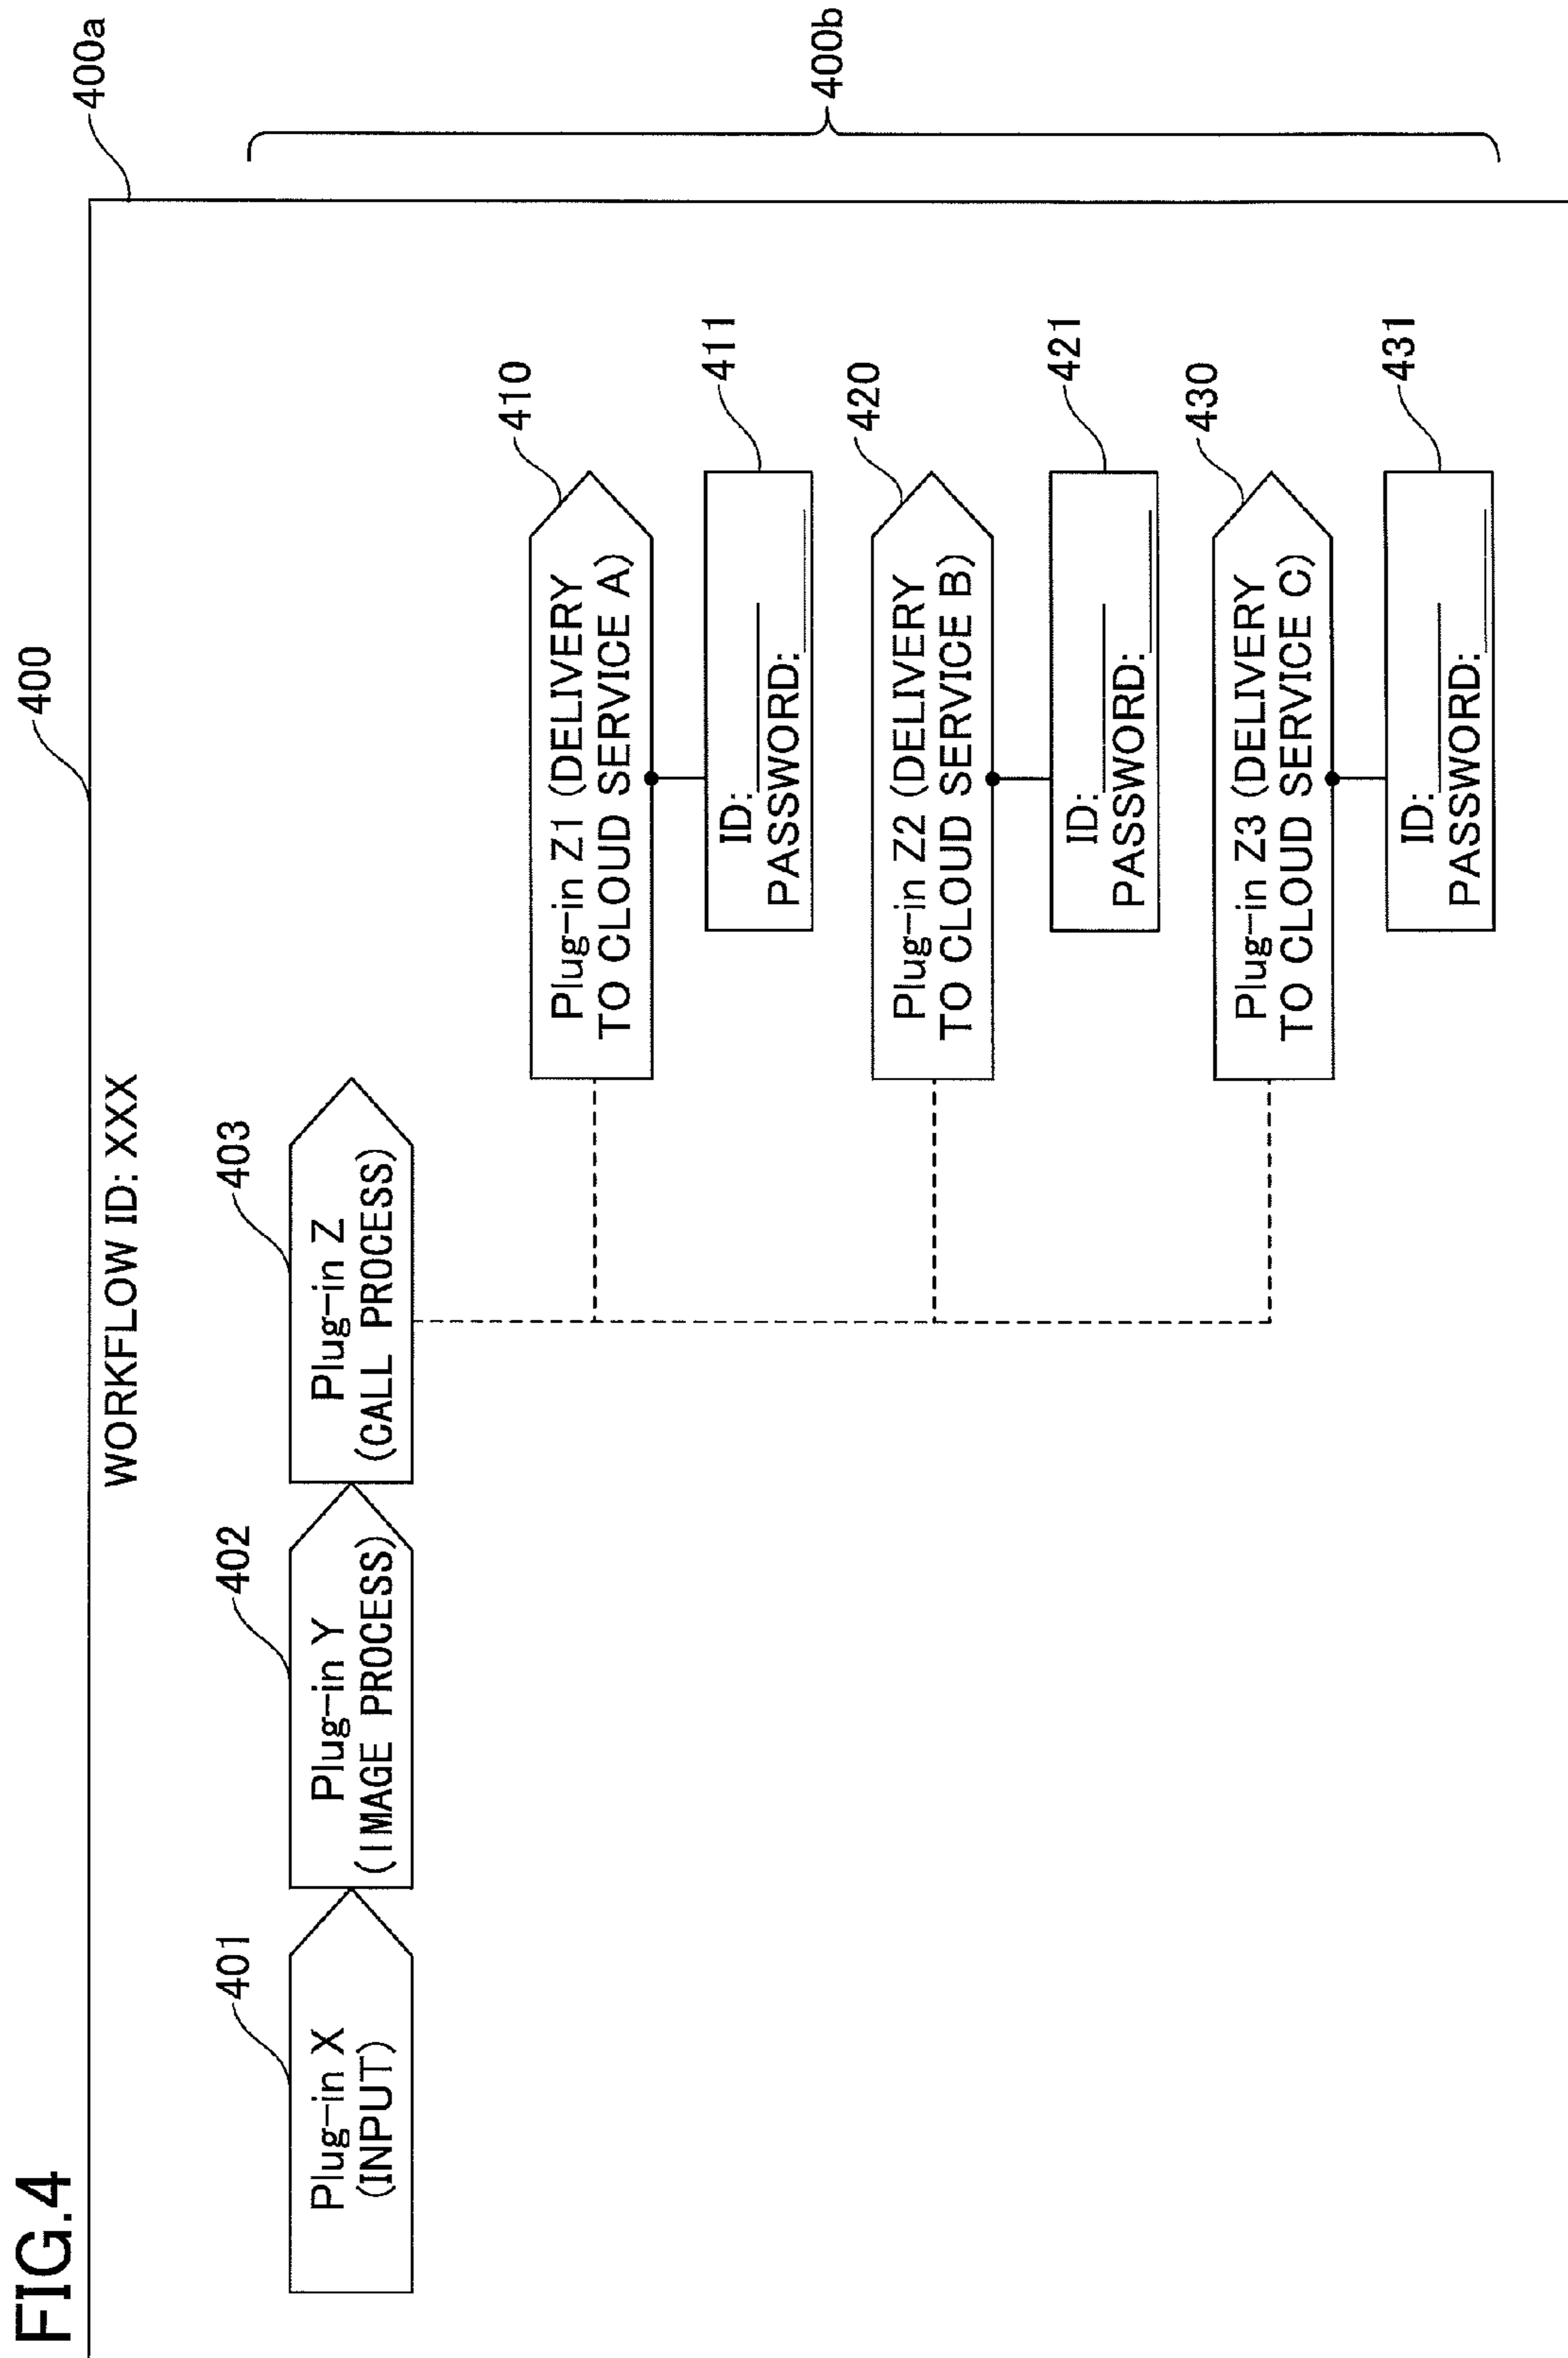 FIG.4
400
WORKFLOW ID: XXX
400a
400b
401
Plug-in X
(INPUT)
402
Plug-in Y
(IMAGE PROCESS)
403
Plug-in Z
(CALL PROCESS)
410
Plug-in Z1 (DELIVERY
TO CLOUD SERVICE A)
411
ID:
PASSWORD:
420
Plug-in Z2 (DELIVERY
TO CLOUD SERVICE B)
421
ID:
PASSWORD:
430
Plug-in Z3 (DELIVERY
TO CLOUD SERVICE C)
431
ID:
PASSWORD: